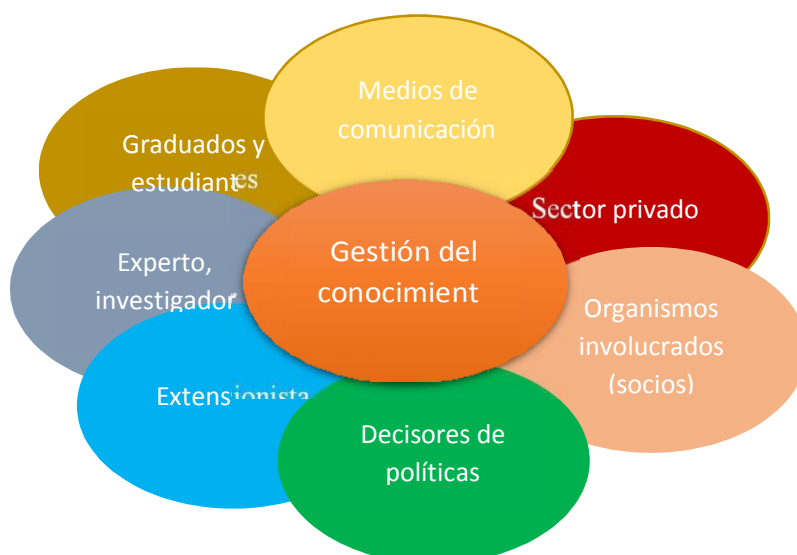 Medios de
comunicación
Graduados y
estudiantes
Sector privado
Gestión del
conocimient
Experto,
investigador
Organismos
involucrados
(socios)
Extensionista
Decisores de
políticas